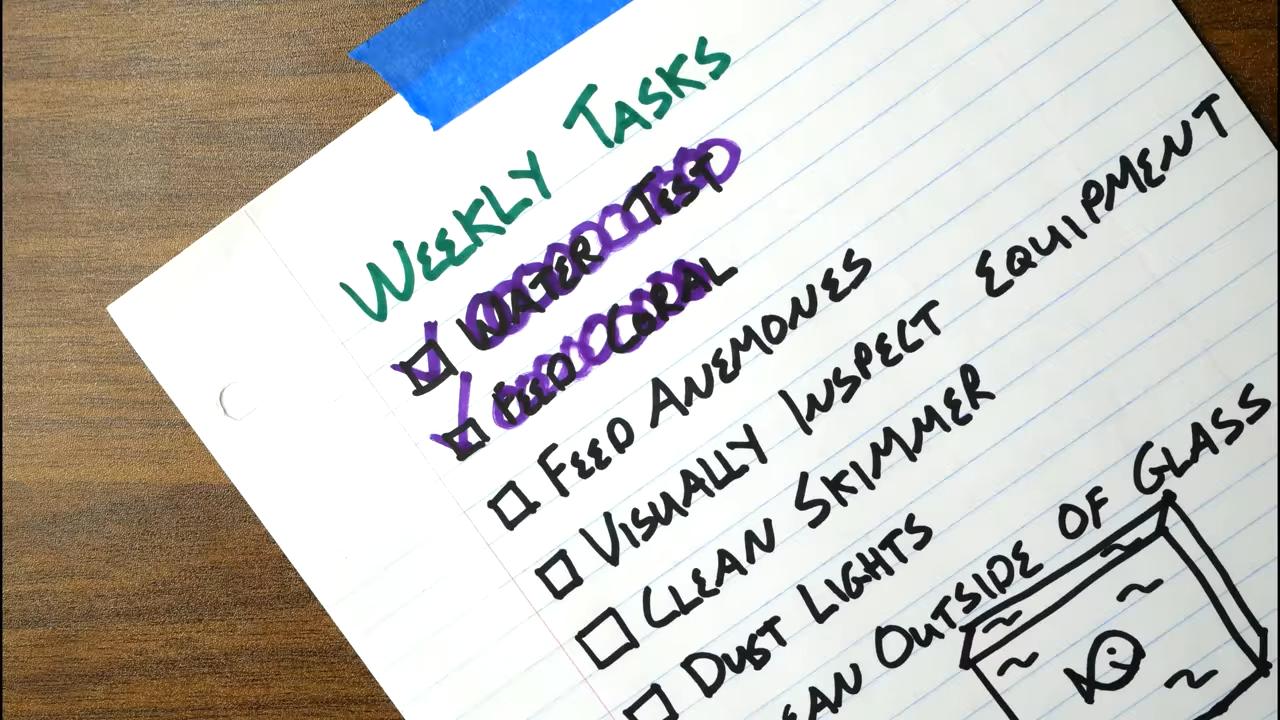 WEEKLY TASKS
WATER TEST
FEED CORAL
FEED ANEMONES
VISUALLY INSPECT EQUIPMENT
CLEAN SKIMMER
DUST LIGHTS
OUTSIDE OF GLASS